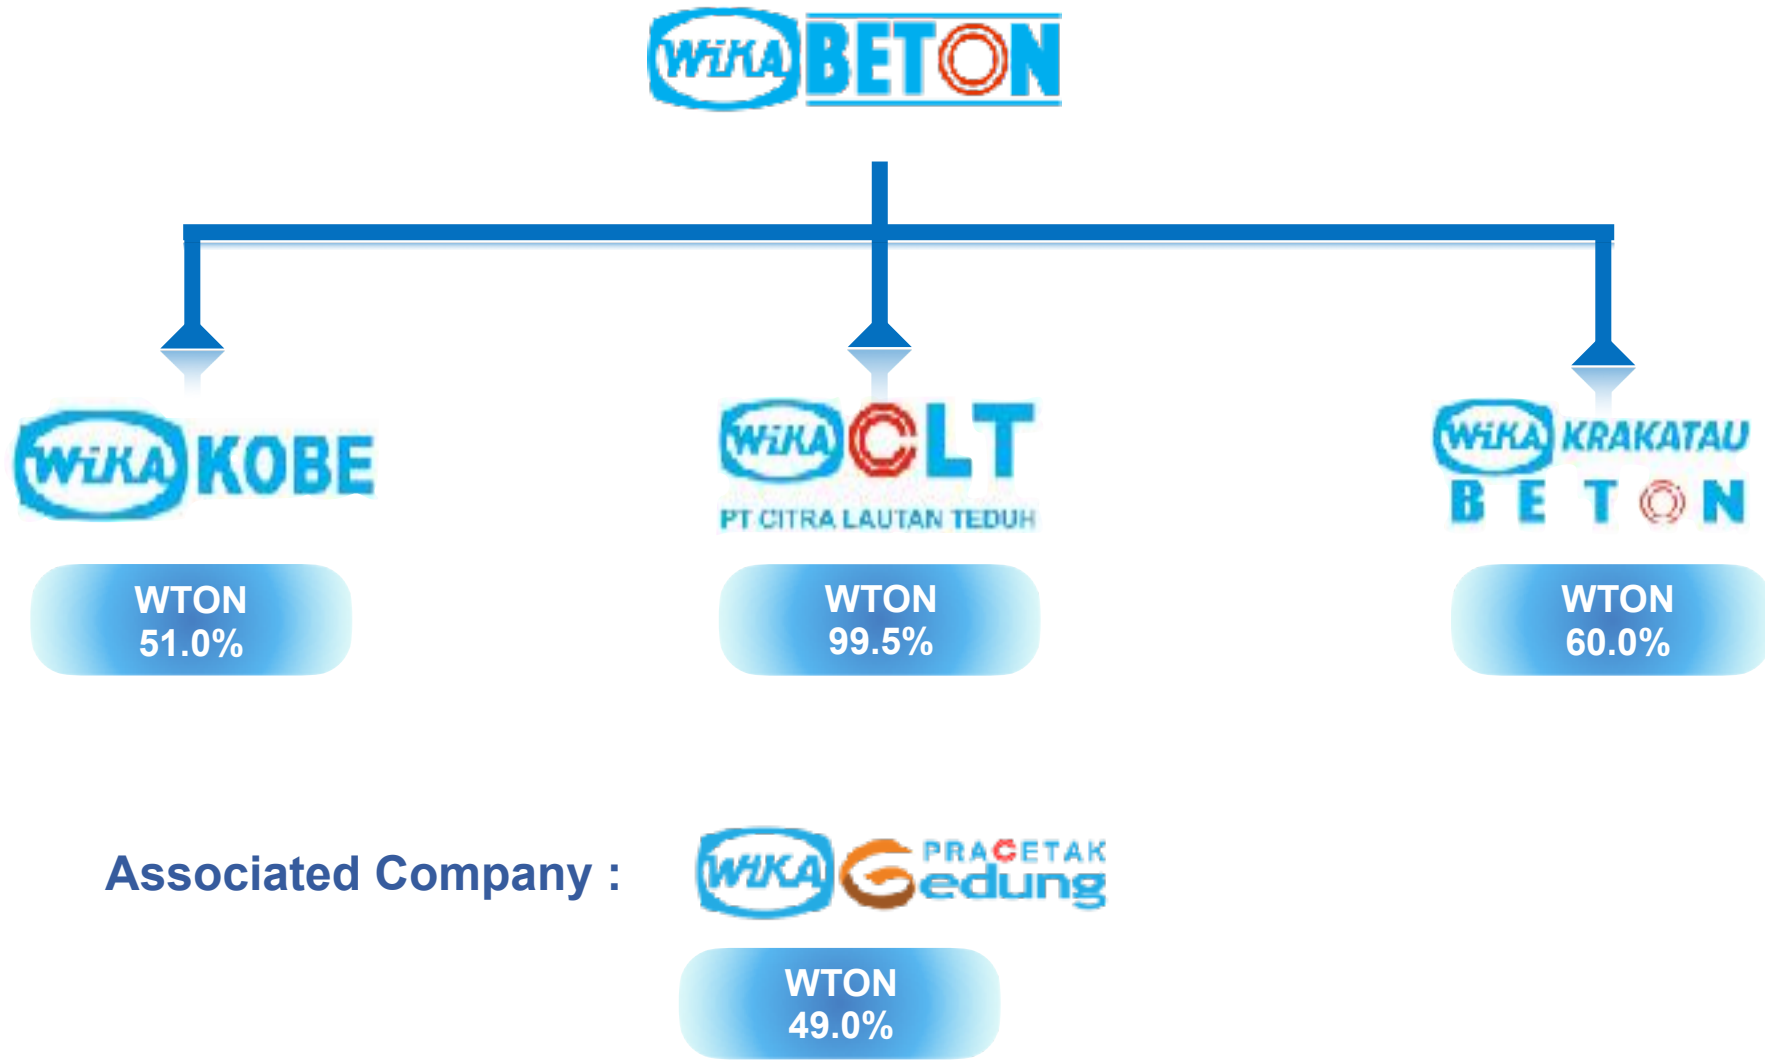 WiKA BETON
WiKA KOBE
WiKA CLT
PT CITRA LAUTAN TEDUH
WiKA KRAKATAU
BETON
WTON
51.0%
WTON
99.5%
WTON
60.0%
Associated Company :
WiKA PRACETAK
Gedung
WTON
49.0%